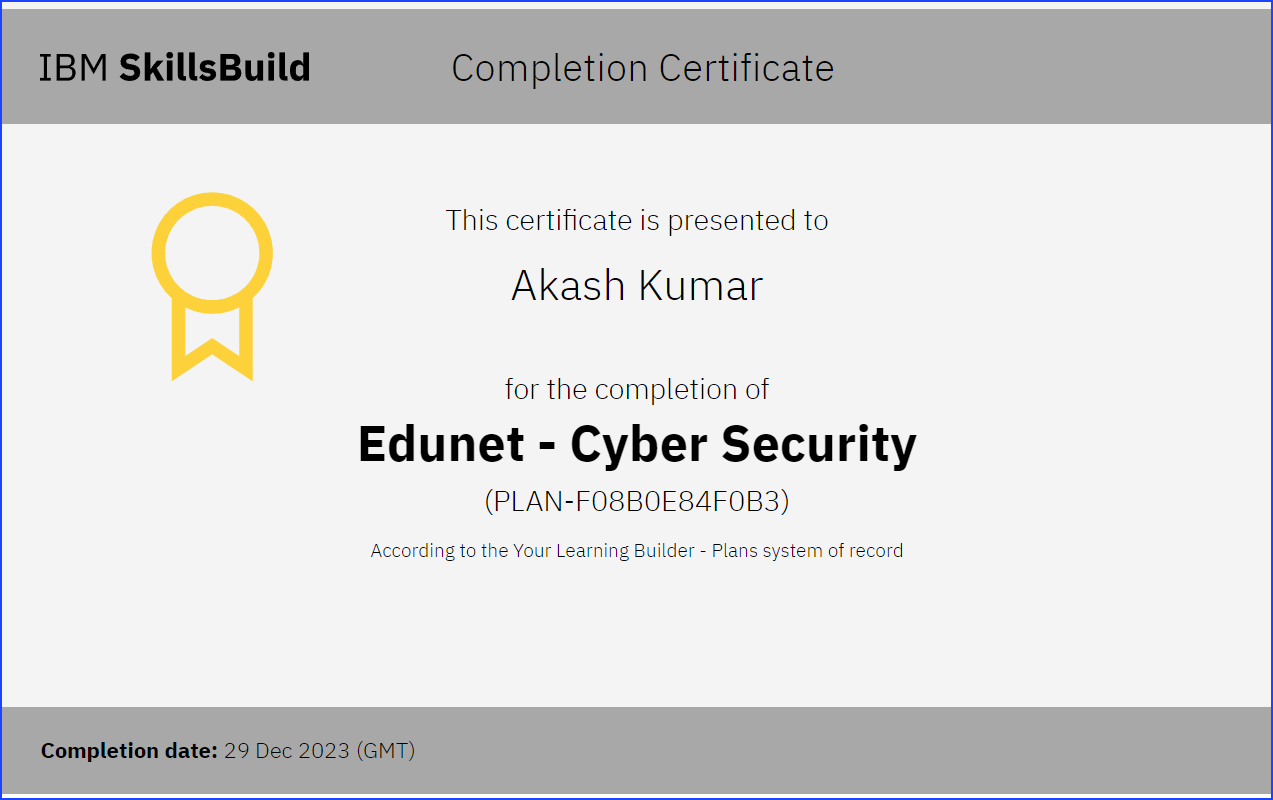 IBM SkillsBuild
Completion Certificate
This certificate is presented to
Akash Kumar
for the completion of
Edunet - Cyber Security
(PLAN-F08B0E84F0B3)
According to the Your Learning Builder - Plans system of record
Completion date: 29 Dec 2023 (GMT)